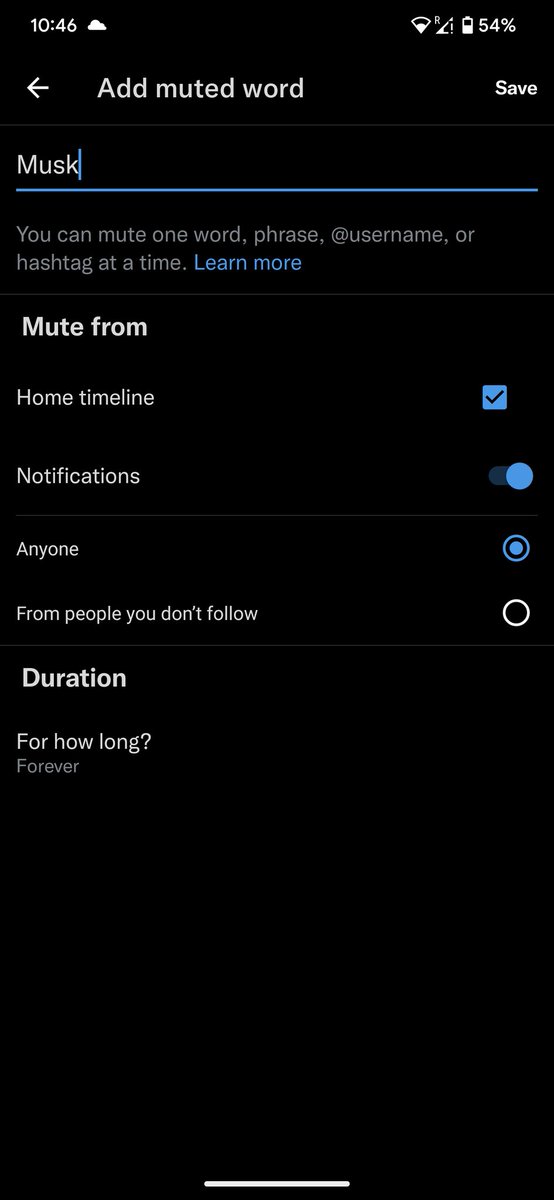 10:46 R 54%
Add muted word Save
Musk
You can mute one word, phrase, @username, or
hashtag at a time. Learn more
Mute from
Home timeline
Notifications
Anyone
From people you don’t follow
Duration
For how long?
Forever